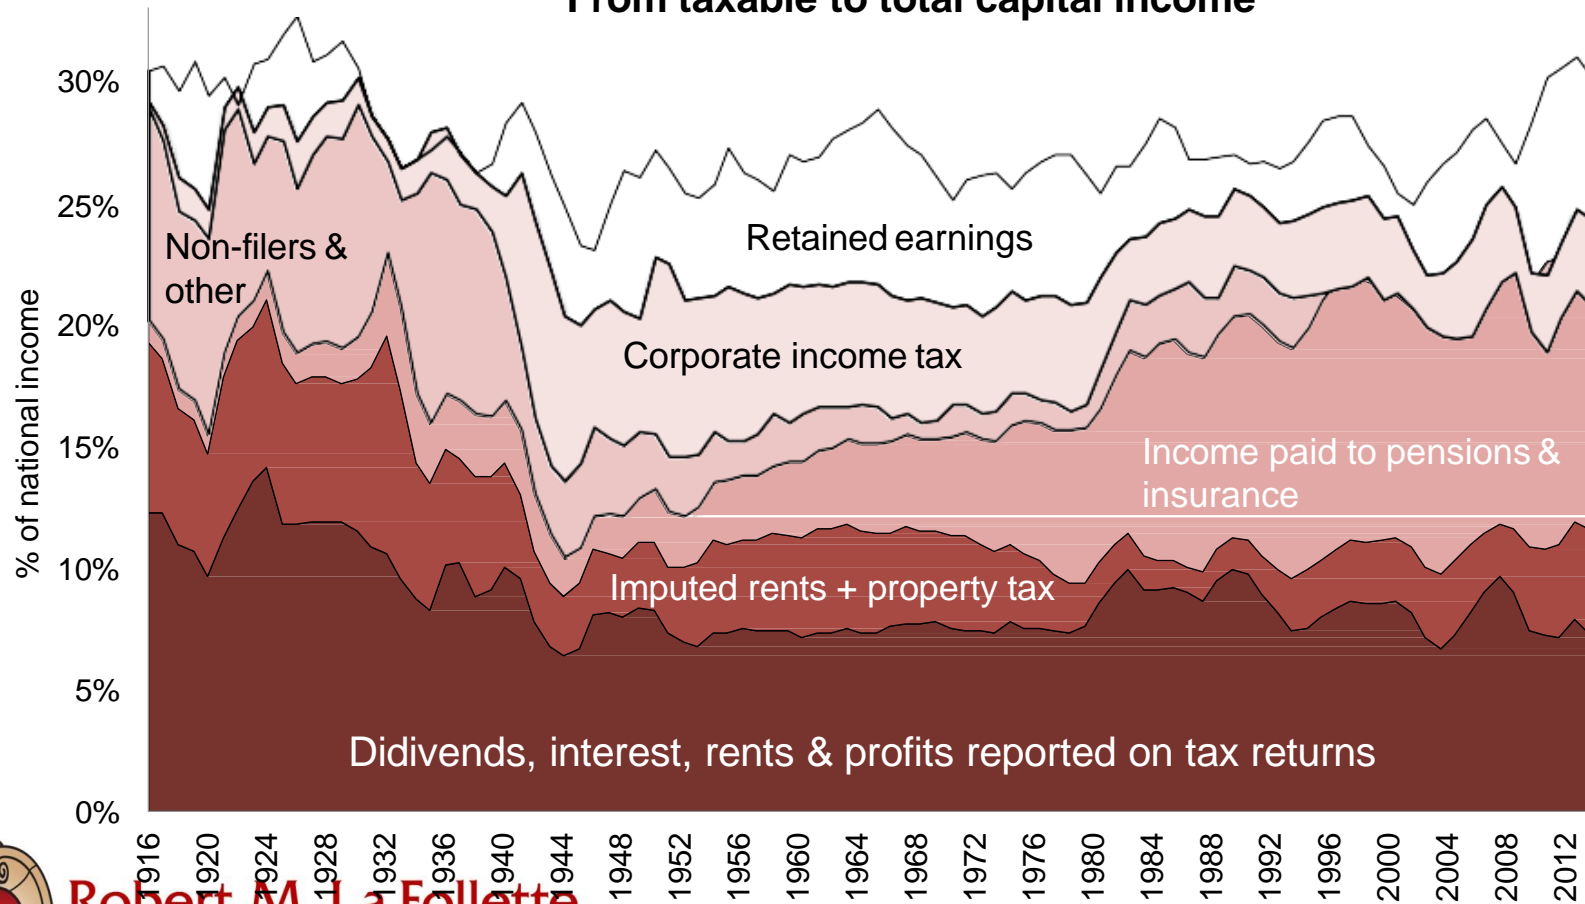 From taxable to total capital income
30%
25%
20%
15%
10%
5%
0%
% of national income
Non-filers &
other
Retained earnings
Corporate income tax
Income paid to pensions &
insurance
Imputed rents + property tax
Didivends, interest, rents & profits reported on tax returns
1916
1920
1924
1928
1932
1936
1940
1944
1948
1952
1956
1960
1964
1968
1972
1976
1980
1984
1988
1992
1996
2000
2004
2008
2012
Robert M. La Follette